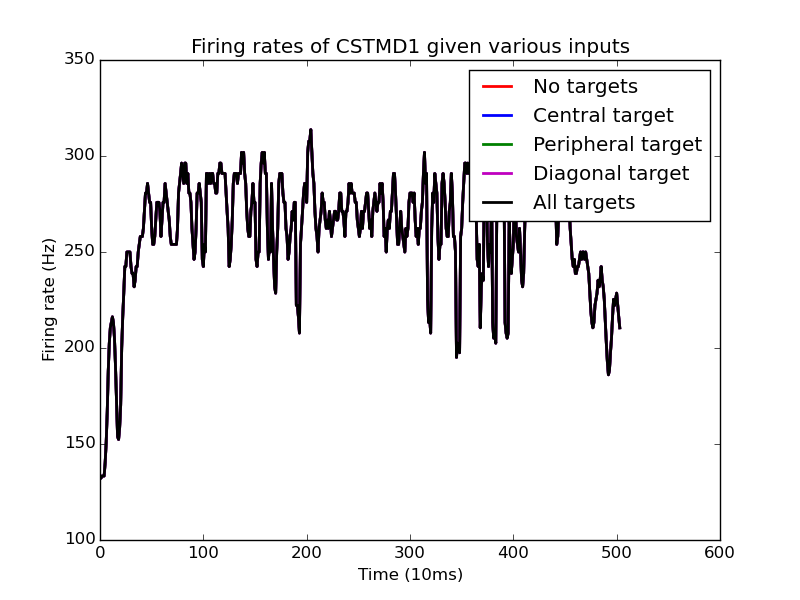 Firing rates of CSTMD1 given various inputs
350
300
250
200
150
100
Firing rate (Hz)
No targets
Central target
Peripheral target
Diagonal target
All targets
0
100
200
300
400
500
600
Time (10ms)